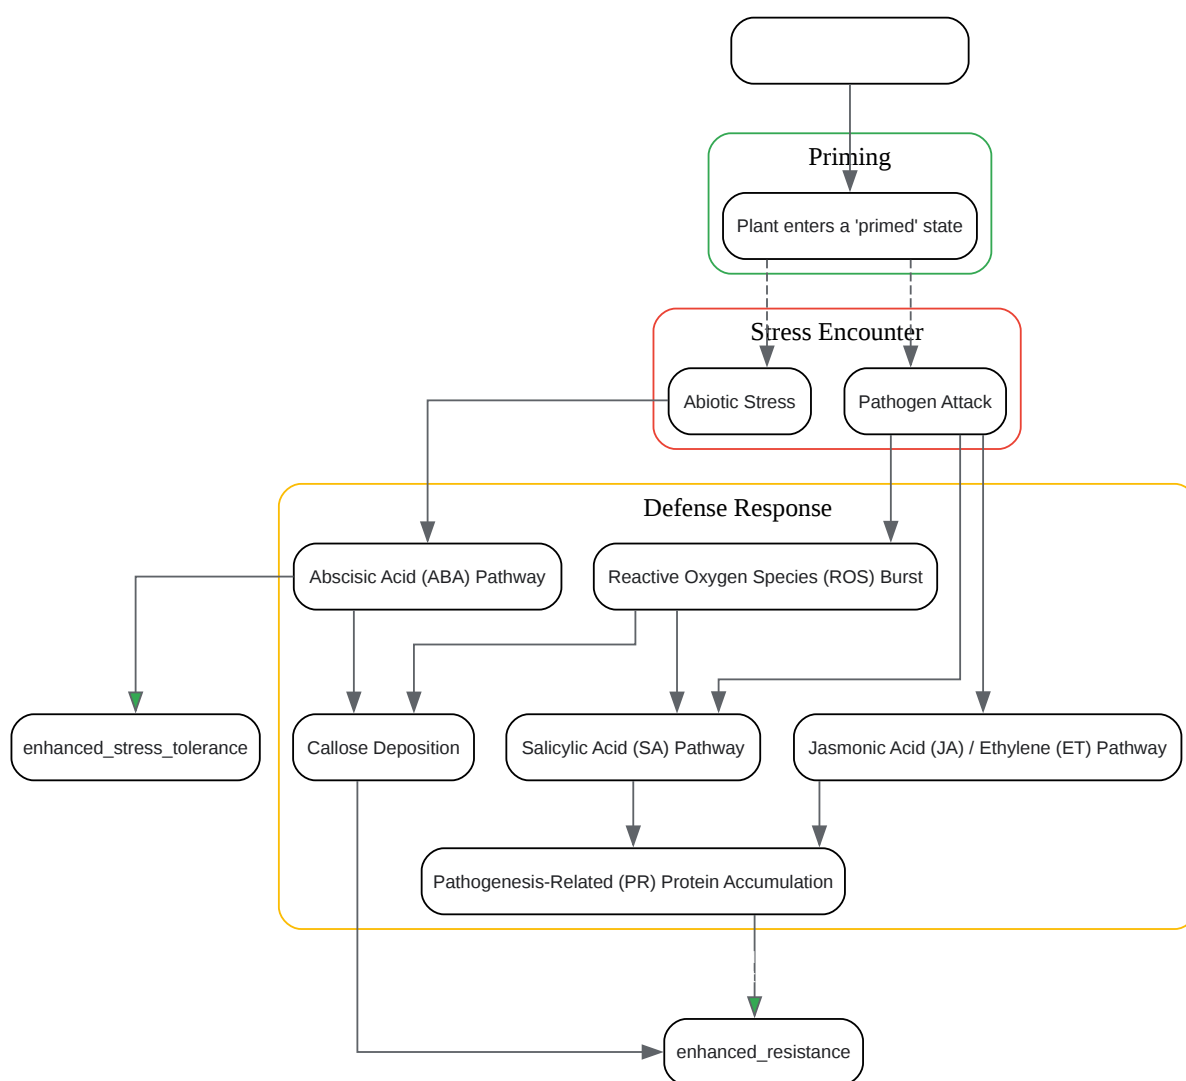 Priming
Plant enters a 'primed' state
Stress Encounter
Abiotic Stress
Pathogen Attack
Defense Response
Abscisic Acid (ABA) Pathway
Reactive Oxygen Species (ROS) Burst
enhanced_stress_tolerance
Callose Deposition
Salicylic Acid (SA) Pathway
Jasmonic Acid (JA) / Ethylene (ET) Pathway
Pathogenesis-Related (PR) Protein Accumulation
enhanced_resistance